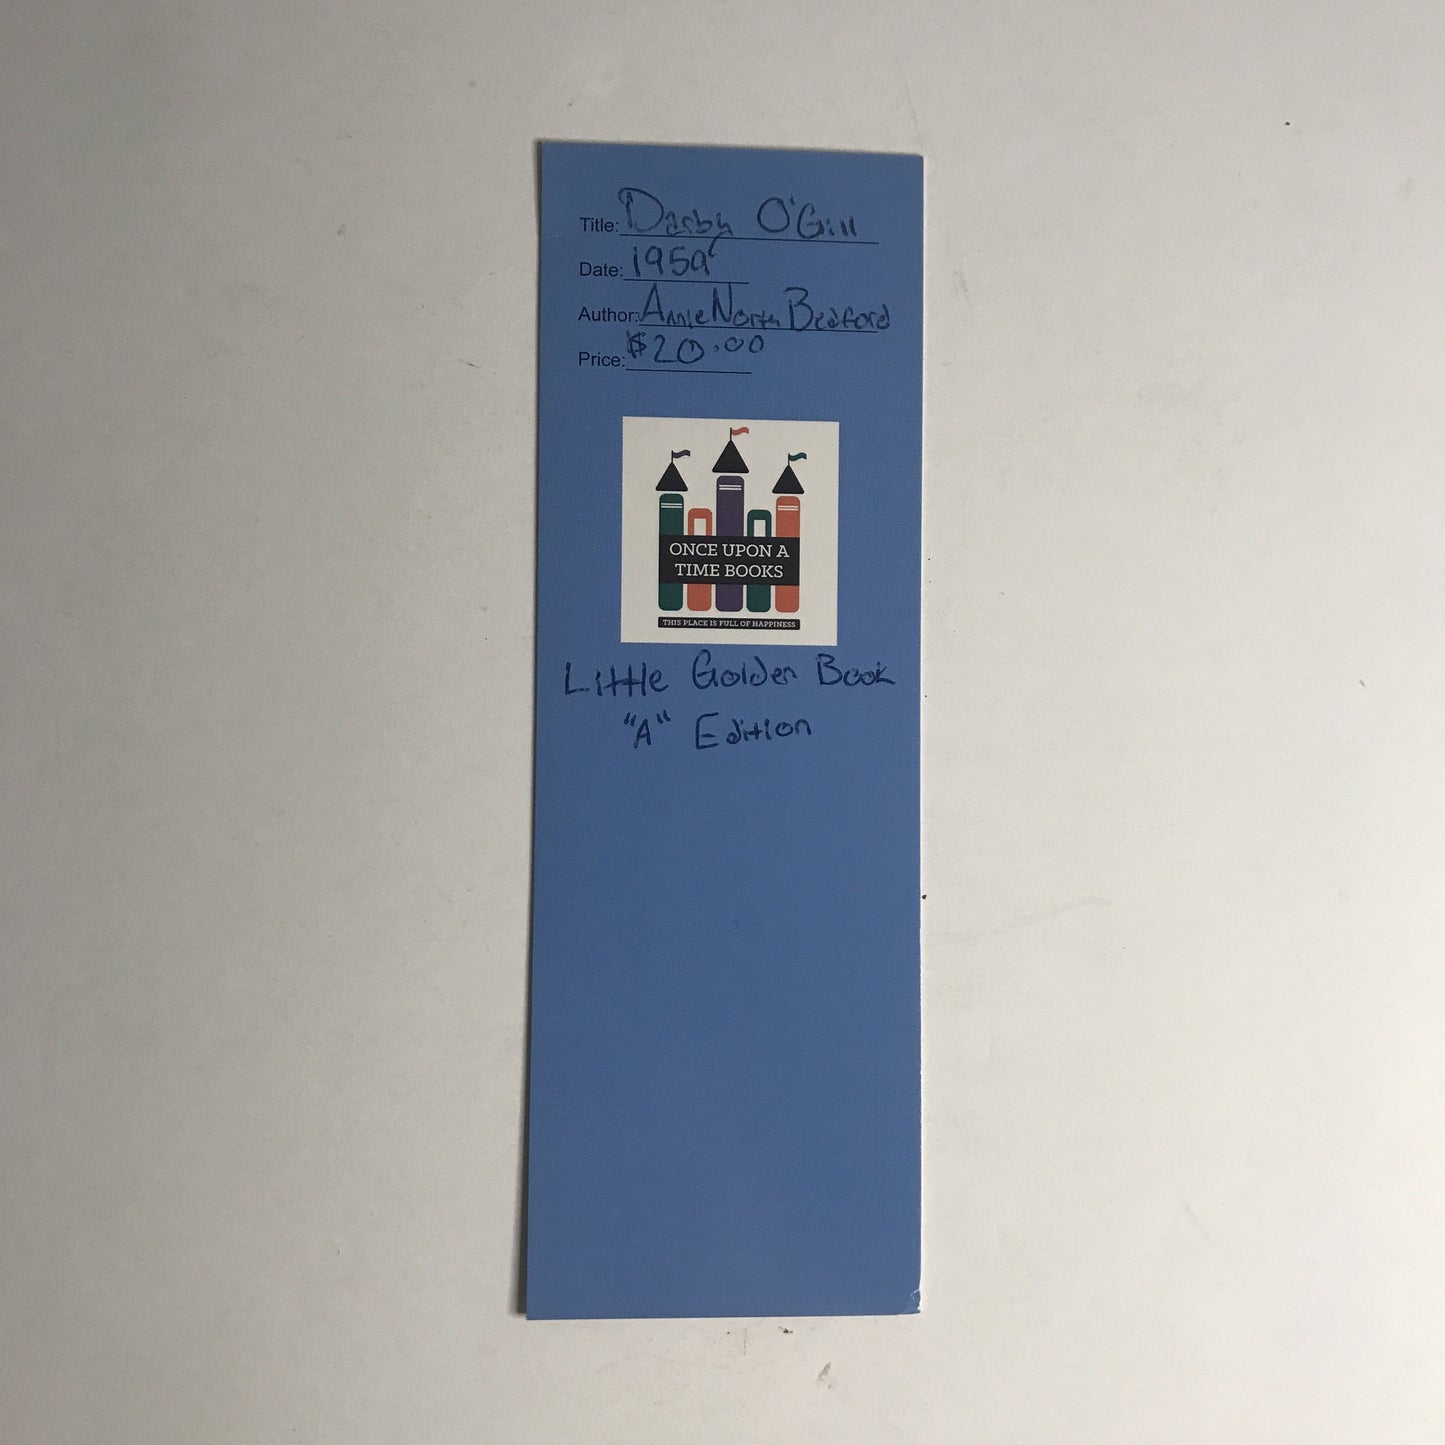 Title: Darby O'Gill
Date: 1959
Author: Annie North Bedford
Price: $20.00
ONCE UPON A
TIME BOOKS
THIS PLACE IS FULL OF HAPPINESS
Little Golden Book
"A" Edition